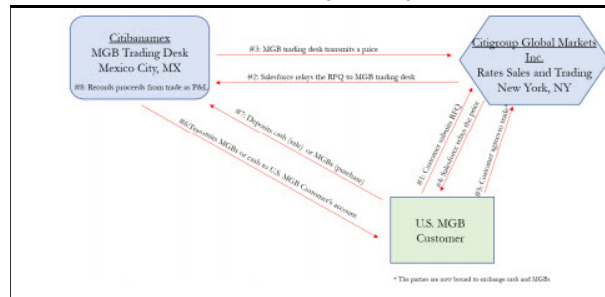 Citibanamex
MGB Trading Desk
Mexico City, MX
#8: Records proceeds from trade as P&L
#3: MGB trading desk transmits a price
#2: Salesforce relays the RFQ to MGB trading desk
Citigroup Global Markets
Inc.
Rates Sales and Trading
New York, NY
#7: Deposits cash (sale) or MGBs (purchase)
#6:Transmits MGBs or cash to U.S. MGB Customer's account
#1: Customer submits RFQ
#4: Salesforce relays the price
#5: Customer agrees to trade*
U.S. MGB
Customer
* The parties are now bound to exchange cash and MGBs